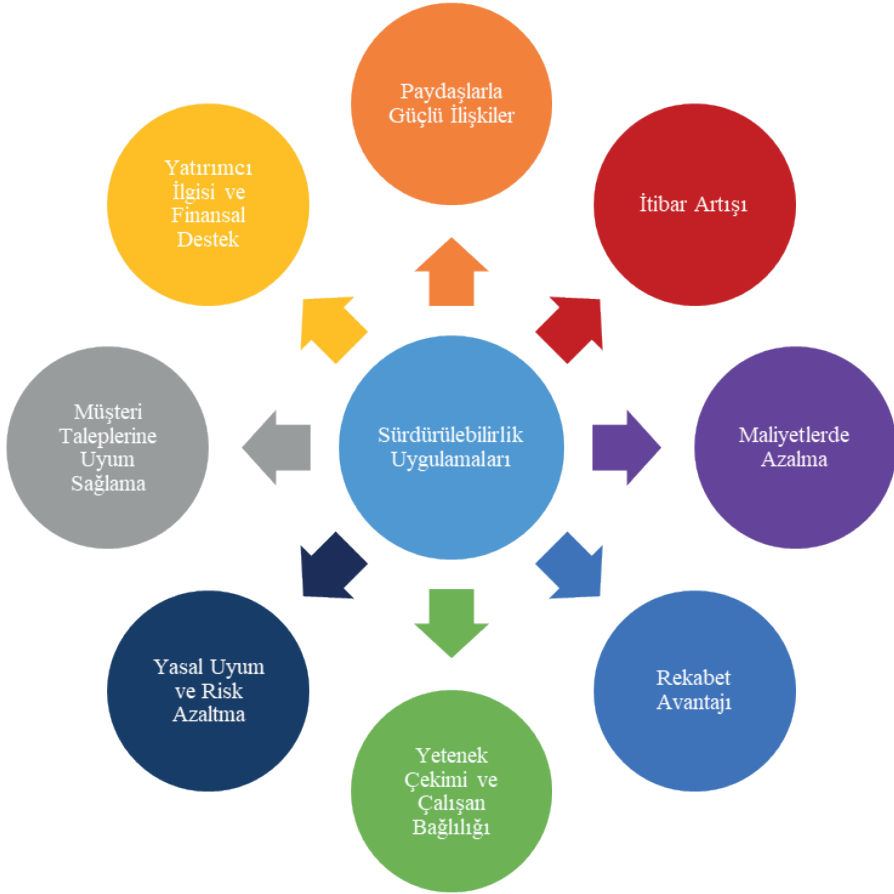 Paydaşlarla
Güçlü İlişkiler
İtibar Artışı
Maliyetlerde
Azalma
Rekabet
Avantajı
Yetenek
Çekimi ve
Çalışan
Bağlılığı
Yasal Uyum
ve Risk
Azaltma
Müşteri
Taleplerine
Uyum
Sağlama
Yatırımcı
İlgisi ve
Finansal
Destek
Sürdürülebilirlik
Uygulamaları